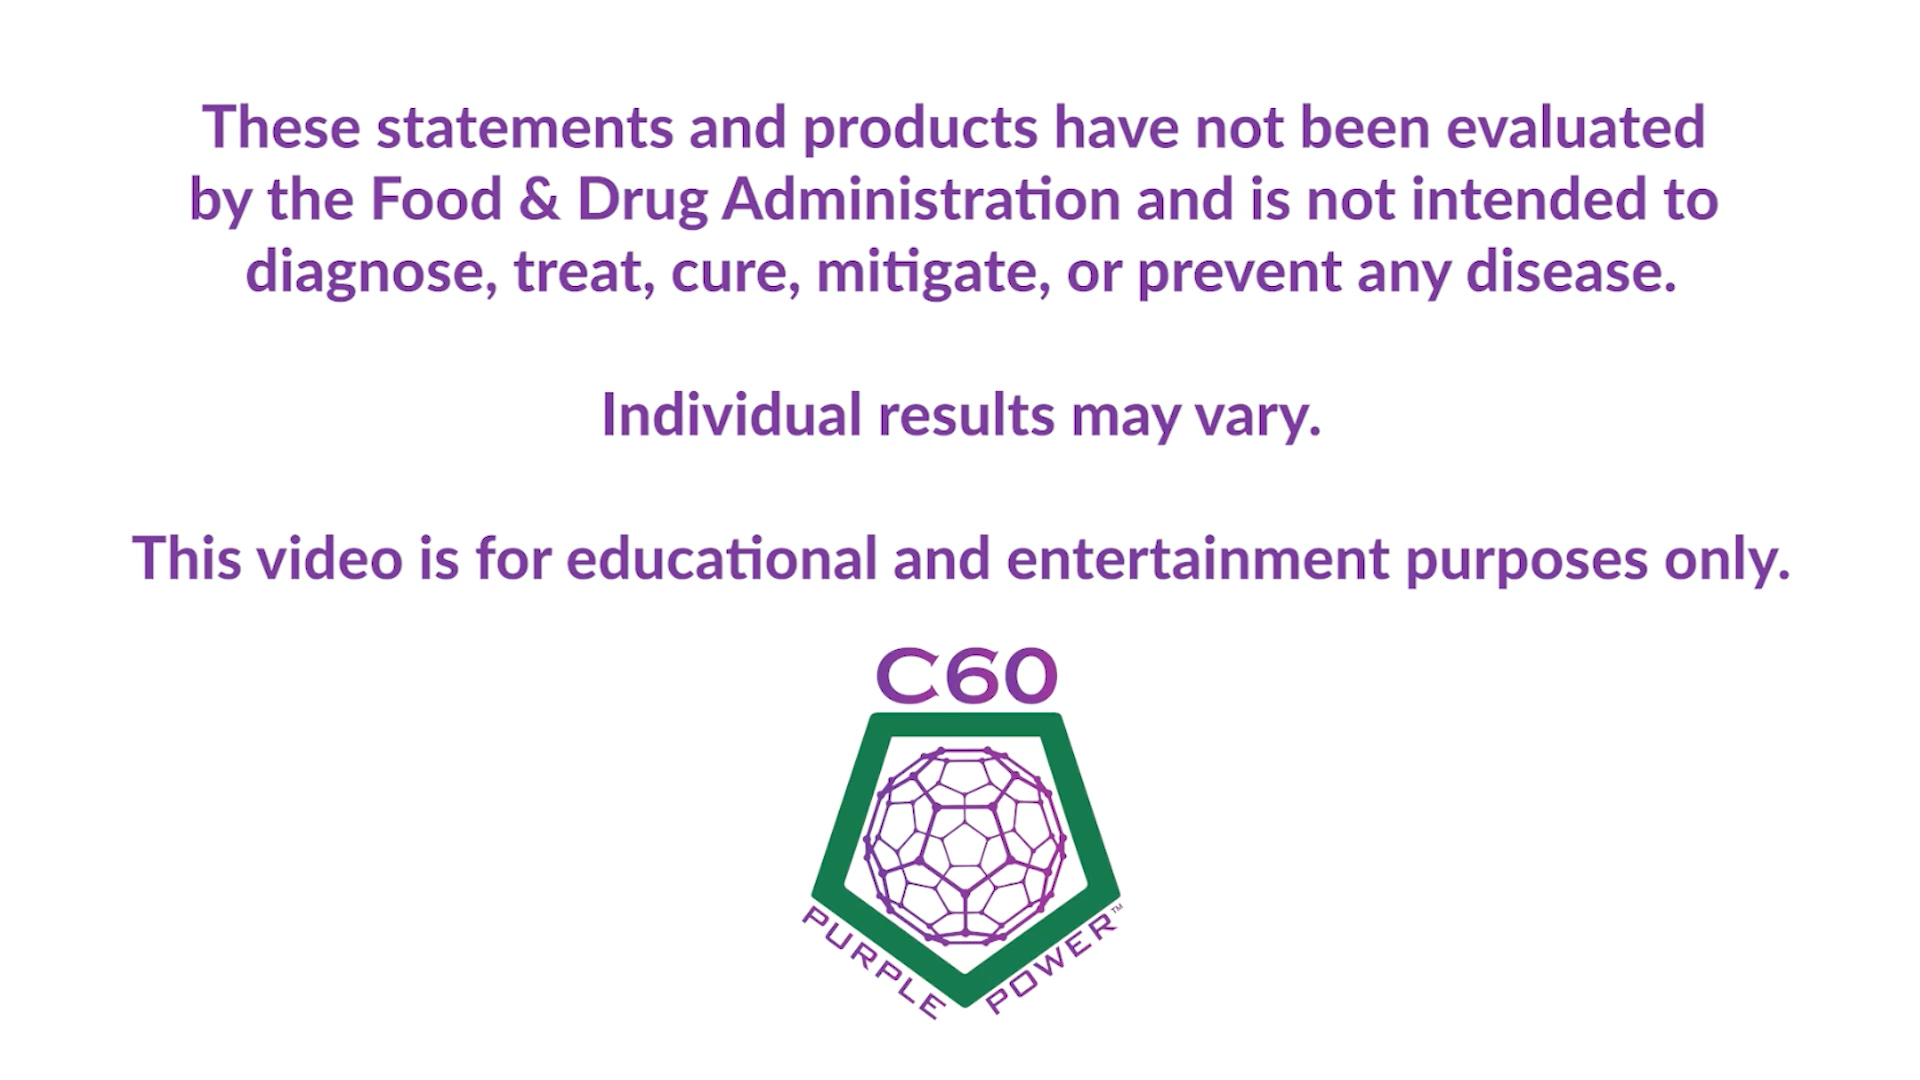 These statements and products have not been evaluated
by the Food & Drug Administration and is not intended to
diagnose, treat, cure, mitigate, or prevent any disease.
Individual results may vary.
This video is for educational and entertainment purposes only.
C60
PURPLE POWER™